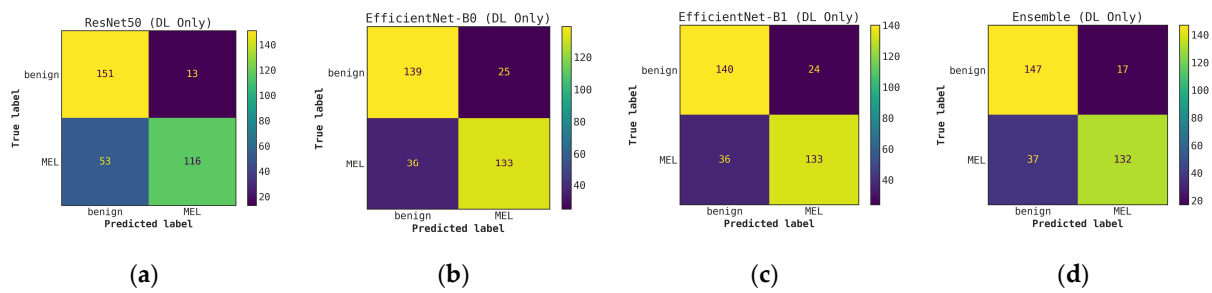 ResNet50 (DL Only)
benign
151
13
MEL
53
116
benign
MEL
True label
Predicted label
140
120
100
80
60
40
20
(a)
EfficientNet-B0 (DL Only)
benign
139
25
MEL
36
133
benign
MEL
True label
Predicted label
120
100
80
60
40
(b)
EfficientNet-B1 (DL Only)
benign
140
24
MEL
36
133
benign
MEL
True label
Predicted label
140
120
100
80
60
40
(c)
Ensemble (DL Only)
benign
147
17
MEL
37
132
benign
MEL
True label
Predicted label
140
120
100
80
60
40
20
(d)